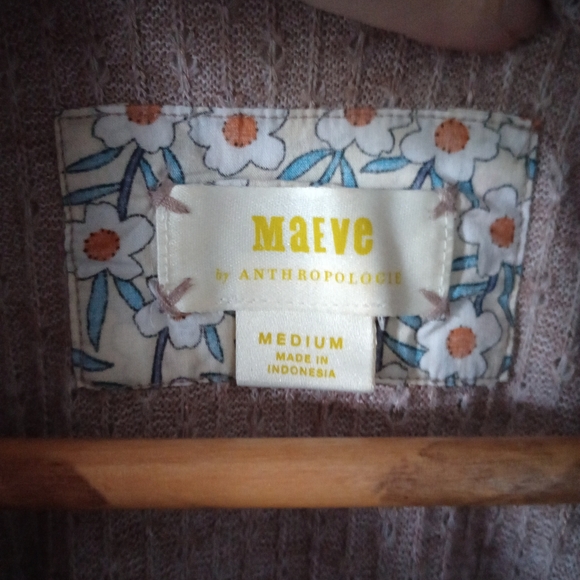 MaEVe
by ANTHROPOLOGIE
MEDIUM
MADE IN
INDONESIA